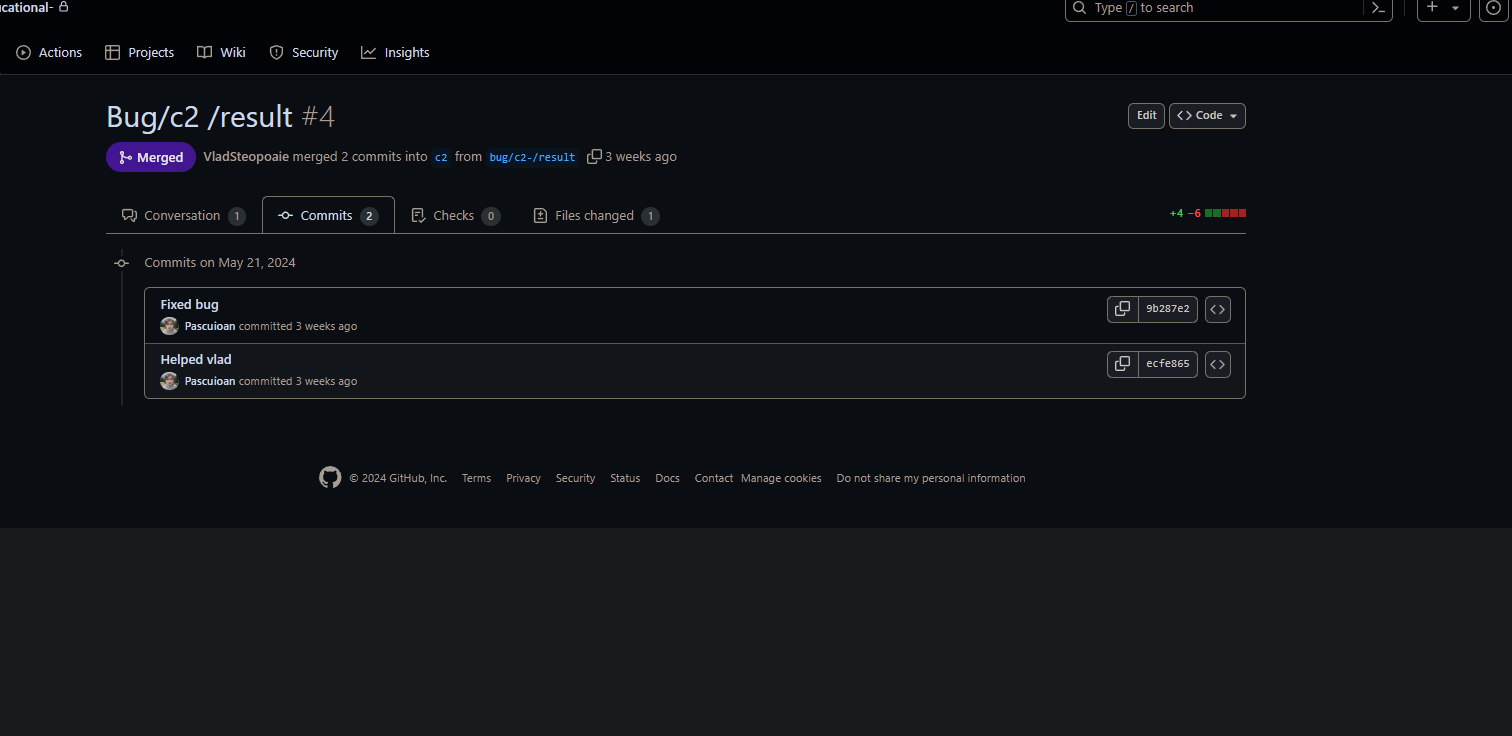 ucational-
Type / to search
Actions Projects Wiki Security Insights
Bug/c2 /result #4
Edit Code
Merged VladSteopoaie merged 2 commits into c2 from bug/c2-/result 3 weeks ago
Conversation 1 Commits 2 Checks 0 Files changed 1 +4 −6
Commits on May 21, 2024
Fixed bug
9b287e2
Pascuioan committed 3 weeks ago
Helped vlad
ecfe865
Pascuioan committed 3 weeks ago
© 2024 GitHub, Inc. Terms Privacy Security Status Docs Contact Manage cookies Do not share my personal information